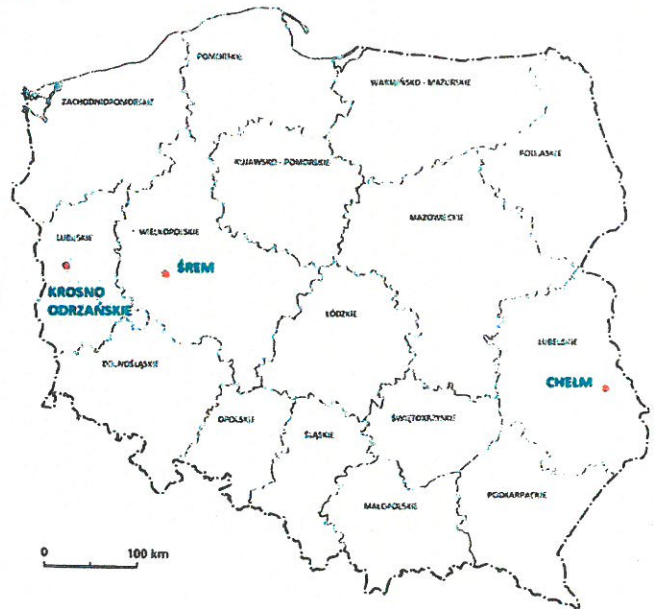 POMORSKIE
WARMIŃSKO - MAZURSKIE
ZACHODNIOPOMORSKIE
PODLASKIE
KUJAWSKO - POMORSKIE
MAZOWIECKIE
LUBUSKIE
WIELKOPOLSKIE
ŚREM
KROSNO
ODRZAŃSKIE
ŁÓDZKIE
LUBELSKIE
DOLNOŚLĄSKIE
CHEŁM
OPOLSKIE
ŚWIĘTOKRZYSKIE
ŚLĄSKIE
PODKARPACKIE
MAŁOPOLSKIE
0 100 km